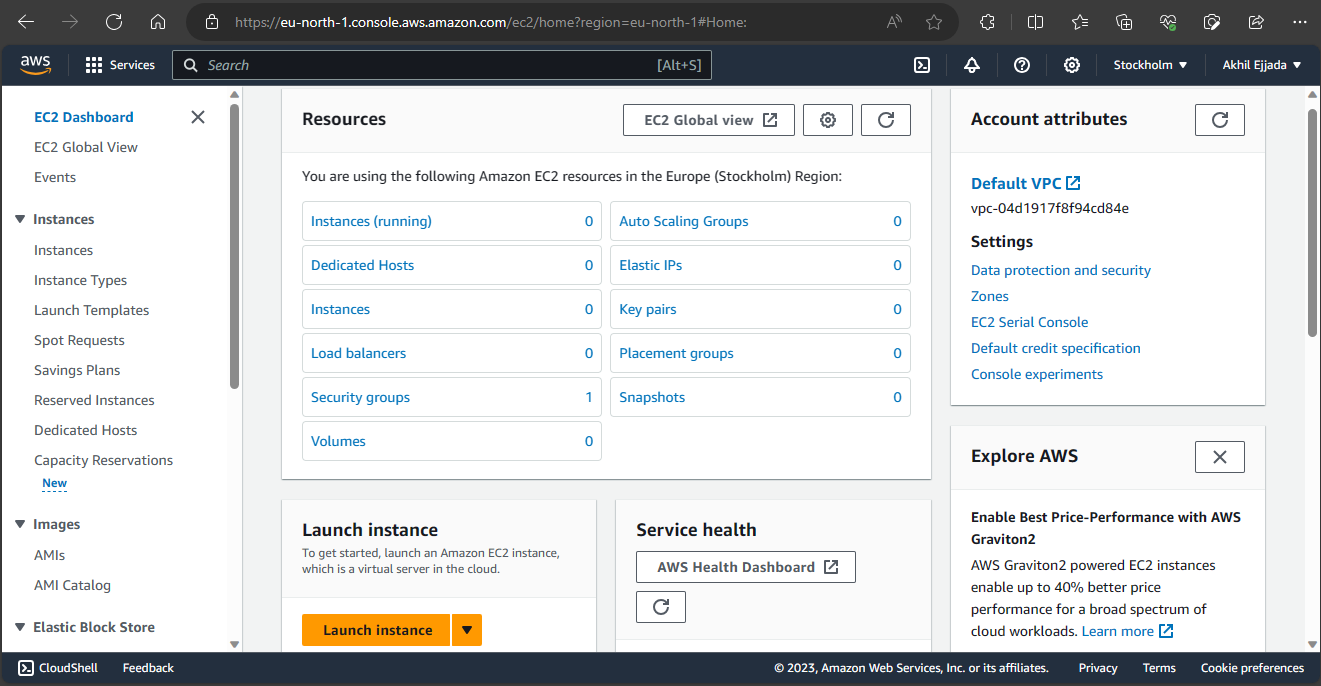 https://eu-north-1.console.aws.amazon.com/ec2/home?region=eu-north-1#Home:
aws
Services
Search
[Alt+S]
Stockholm
Akhil Ejjada
EC2 Dashboard
EC2 Global View
Events
Instances
Instances
Instance Types
Launch Templates
Spot Requests
Savings Plans
Reserved Instances
Dedicated Hosts
Capacity Reservations
New
Images
AMIs
AMI Catalog
Elastic Block Store
Resources
EC2 Global view
You are using the following Amazon EC2 resources in the Europe (Stockholm) Region:
Instances (running) 0
Auto Scaling Groups 0
Dedicated Hosts 0
Elastic IPs 0
Instances 0
Key pairs 0
Load balancers 0
Placement groups 0
Security groups 1
Snapshots 0
Volumes 0
Launch instance
To get started, launch an Amazon EC2 instance,
which is a virtual server in the cloud.
Launch instance
Service health
AWS Health Dashboard
Account attributes
Default VPC
vpc-04d1917f8f94cd84e
Settings
Data protection and security
Zones
EC2 Serial Console
Default credit specification
Console experiments
Explore AWS
Enable Best Price-Performance with AWS
Graviton2
AWS Graviton2 powered EC2 instances
enable up to 40% better price
performance for a broad spectrum of
cloud workloads. Learn more
CloudShell
Feedback
© 2023, Amazon Web Services, Inc. or its affiliates.
Privacy
Terms
Cookie preferences